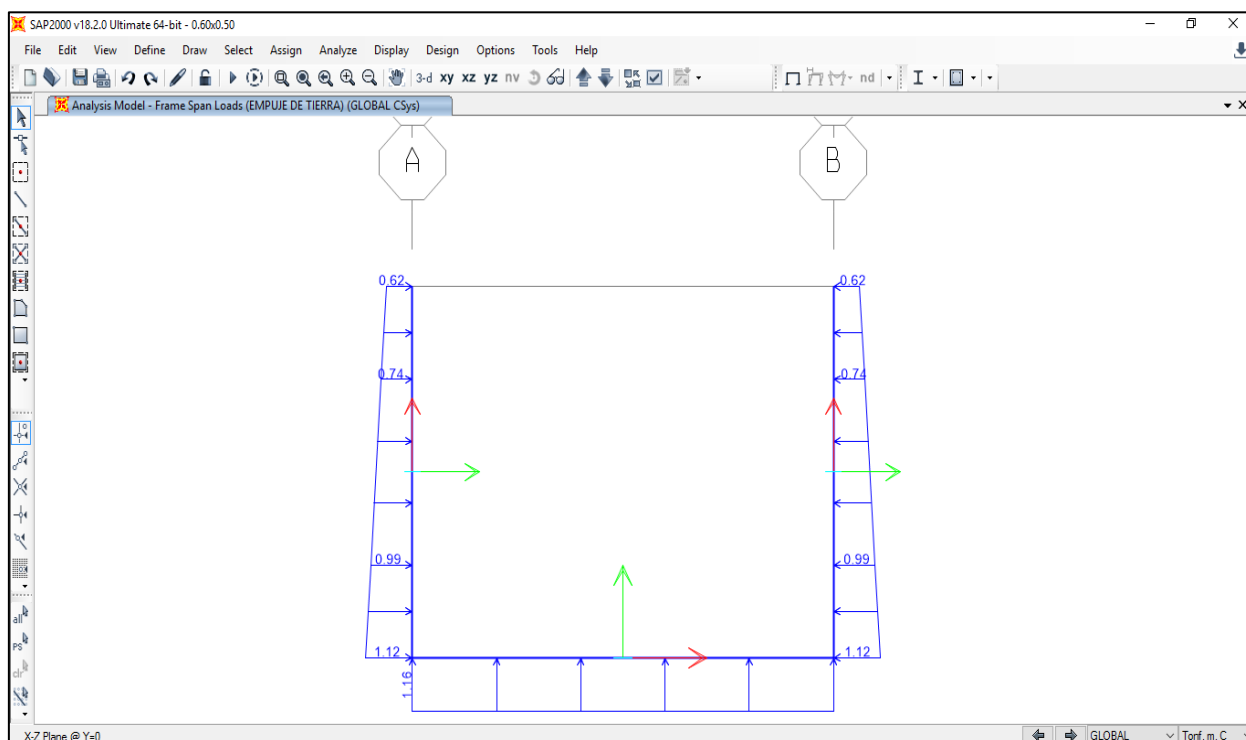 SAP2000 v18.2.0 Ultimate 64-bit - 0.60x0.50
File Edit View Define Draw Select Assign Analyze Display Design Options Tools Help
3-d xy xz yz nv nd
Analysis Model - Frame Span Loads (EMPUJE DE TIERRA) (GLOBAL CSys)
A B
0.62 0.62
0.74 0.74
0.99 0.99
1.12 1.12
1.16
all
PS
clr
X-Z Plane @ Y=0 GLOBAL Tonf, m, C